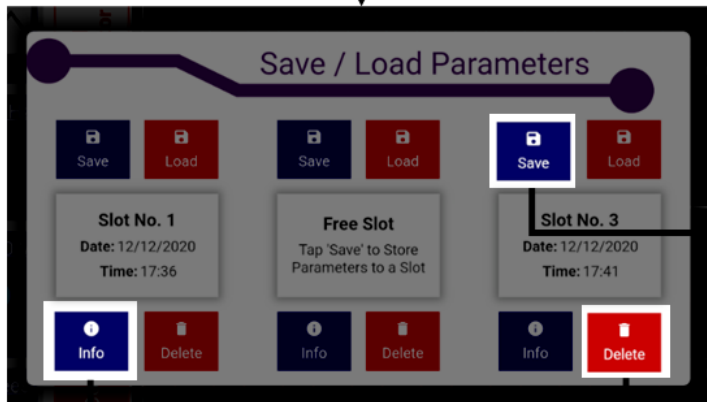 Save / Load Parameters
Save
Load
Save
Load
Save
Load
Slot No. 1
Date: 12/12/2020
Time: 17:36
Free Slot
Tap 'Save' to Store
Parameters to a Slot
Slot No. 3
Date: 12/12/2020
Time: 17:41
Info
Delete
Info
Delete
Info
Delete